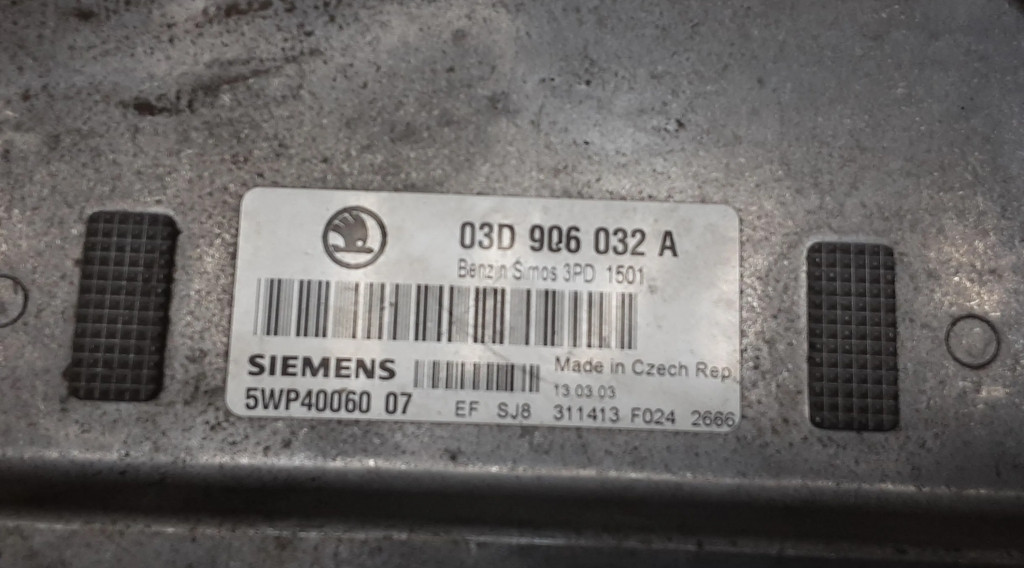 03D 906 032 A
Benzin Simos 3PD 1501
SIEMENS
Made in Czech Rep.
13.03.03
5WP40060 07
EF SJ8 311413 F024 2666